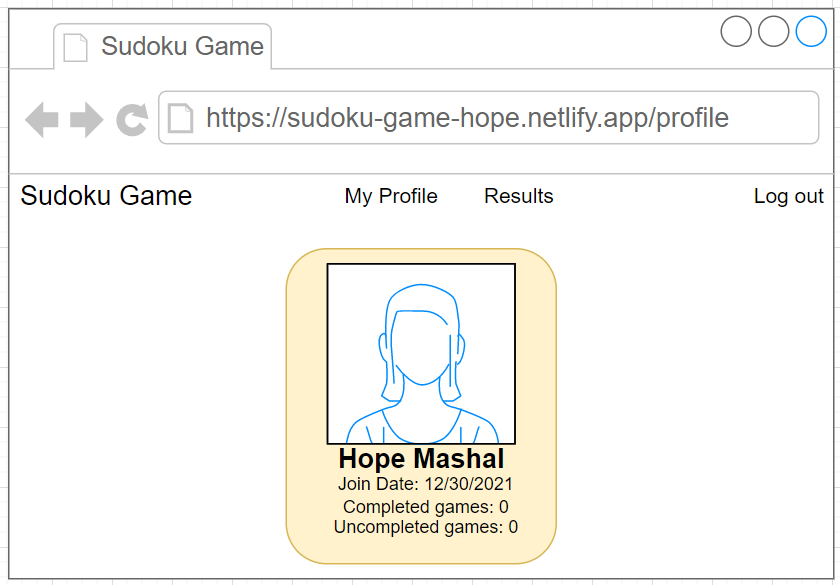 Sudoku Game
https://sudoku-game-hope.netlify.app/profile
Sudoku Game My Profile Results Log out
Hope Mashal
Join Date: 12/30/2021
Completed games: 0
Uncompleted games: 0